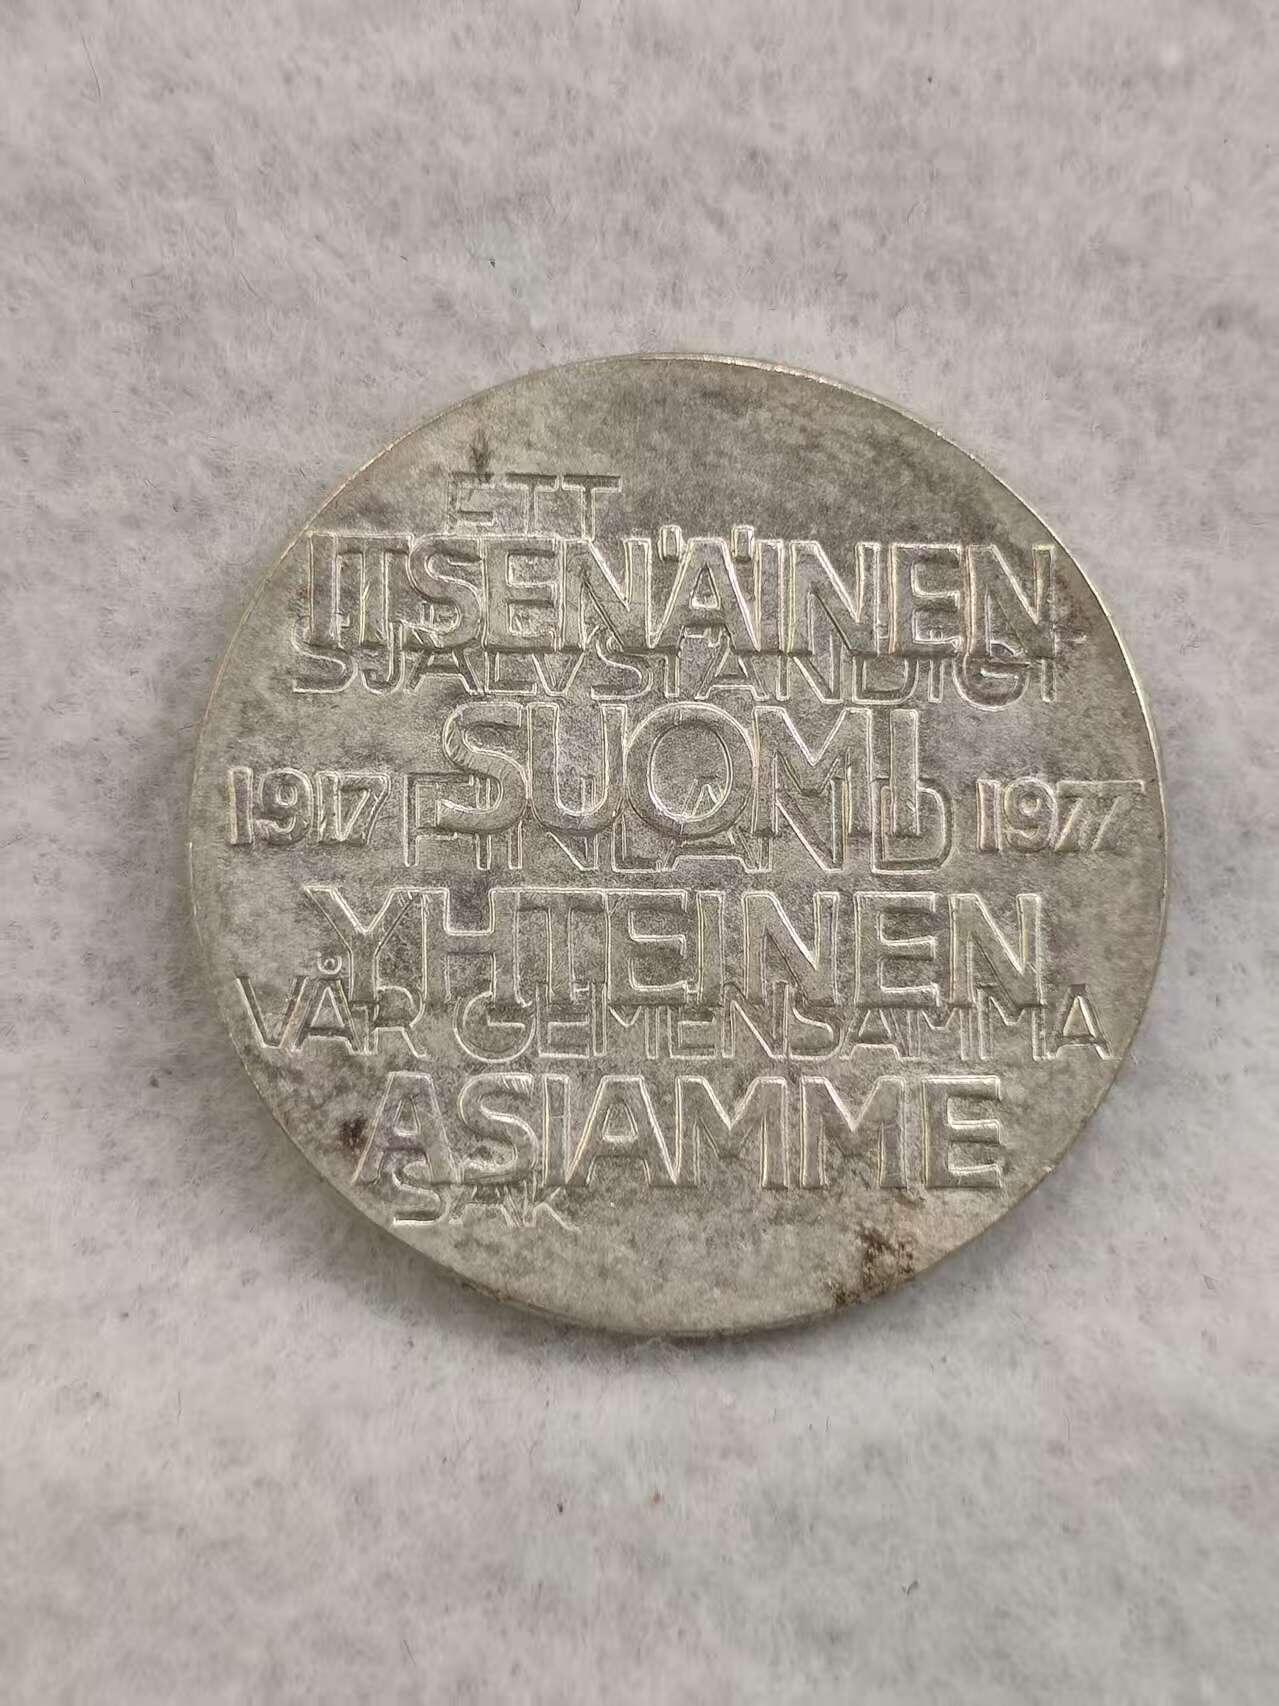 ETT
ITSENÄINEN
SJÄLVSTÄNDIGT
SUOMI
1917 FINLAND 1977
YHTEINEN
VÅR GEMENSAMMA
ASIAMME
SAK